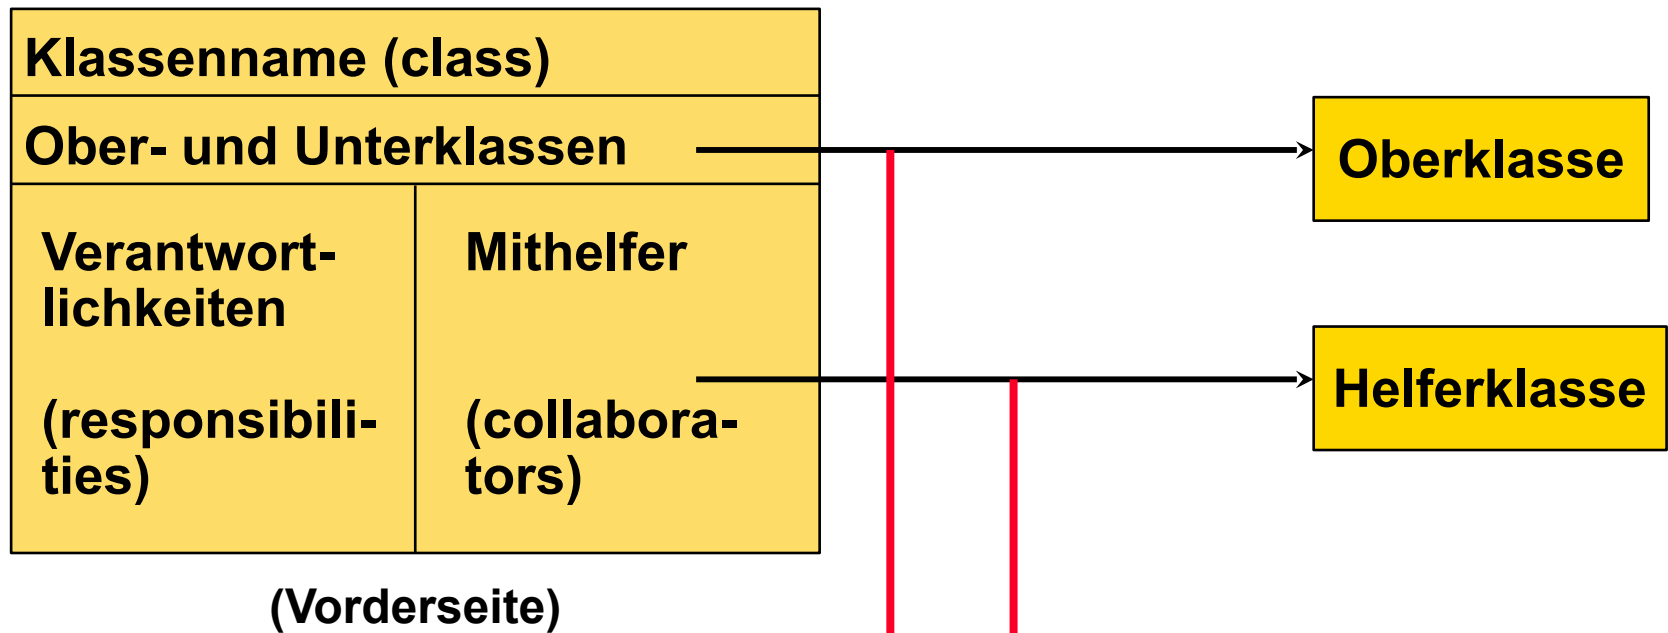 Klassenname (class)
Ober- und Unterklassen
Verantwort-
lichkeiten
(responsibili-
ties)
Mithelfer
(collabora-
tors)
(Vorderseite)
Oberklasse
Helferklasse